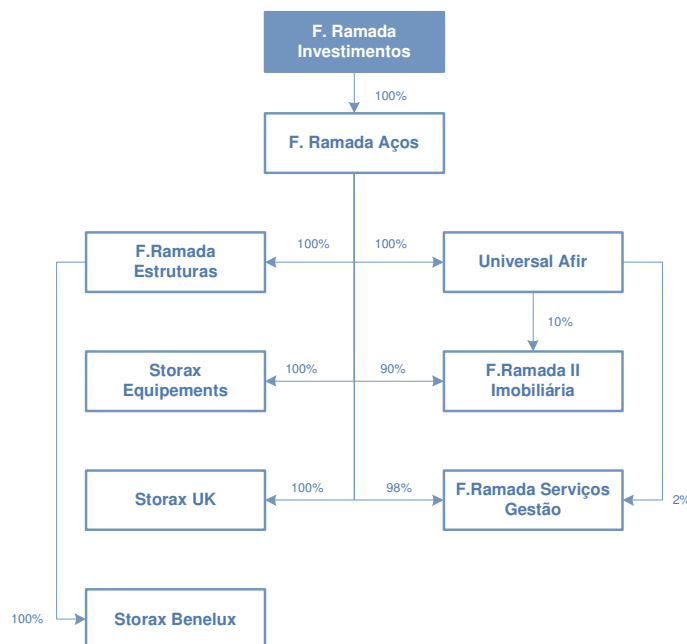 F. Ramada
Investimentos
100%
F. Ramada Aços
F.Ramada
Estruturas
100%
100%
Universal Afir
10%
Storax
Equipements
100%
90%
F.Ramada II
Imobiliária
Storax UK
100%
98%
F.Ramada Serviços
Gestão
2%
100%
Storax Benelux